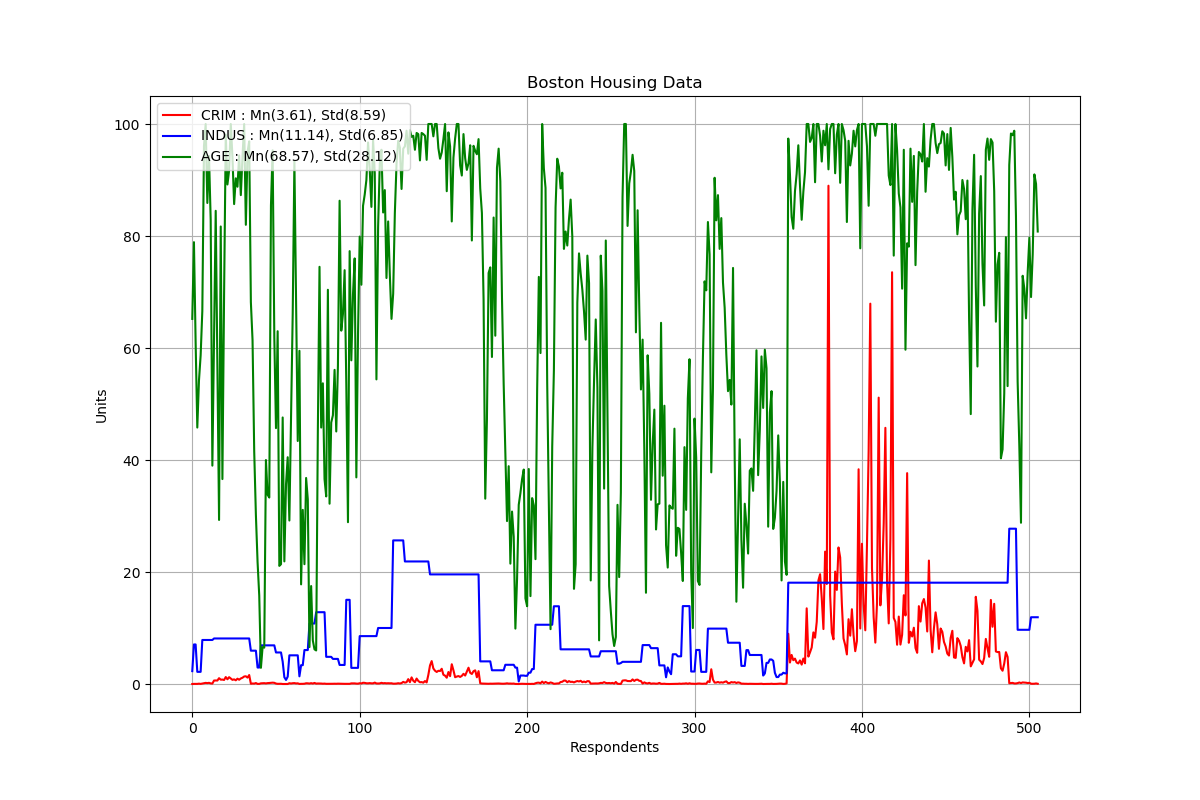 Boston Housing Data
CRIM : Mn(3.61), Std(8.59)
INDUS : Mn(11.14), Std(6.85)
AGE : Mn(68.57), Std(28.12)
100
80
60
40
20
0
Units
0 100 200 300 400 500
Respondents